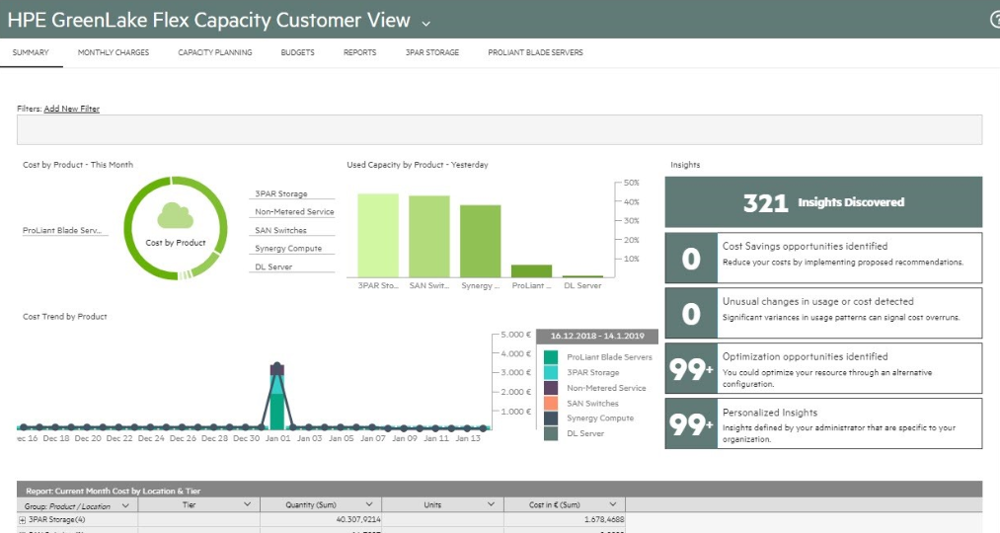 HPE GreenLake Flex Capacity Customer View
SUMMARY MONTHLY CHARGES CAPACITY PLANNING BUDGETS REPORTS 3PAR STORAGE PROLIANT BLADE SERVERS
Filters: Add New Filter
Cost by Product - This Month
ProLiant Blade Serv...
Cost by Product
3PAR Storage
Non-Metered Service
SAN Switches
Synergy Compute
DL Server
Used Capacity by Product - Yesterday
50%
40%
30%
20%
10%
3PAR Sto... SAN Swit... Synergy ... ProLiant ... DL Server
Insights
321 Insights Discovered
0
Cost Savings opportunities identified
Reduce your costs by implementing proposed recommendations.
0
Unusual changes in usage or cost detected
Significant variances in usage patterns can signal cost overruns.
99+
Optimization opportunities identified
You could optimize your resource through an alternative
configuration.
99+
Personalized Insights
Insights defined by your administrator that are specific to your
organization.
Cost Trend by Product
5.000 €
4.000 €
3.000 €
2.000 €
1.000 €
ec 16 Dec 18 Dec 20 Dec 22 Dec 24 Dec 26 Dec 28 Dec 30 Jan 01 Jan 03 Jan 05 Jan 07 Jan 09 Jan 11 Jan 13
16.12.2018 - 14.1.2019
ProLiant Blade Servers
3PAR Storage
Non-Metered Service
SAN Switches
Synergy Compute
DL Server
Report: Current Month Cost by Location & Tier
Group: Product / Location Tier Quantity (Sum) Units Cost in € (Sum)
3PAR Storage(4) 40.307,9214 1.678,4688